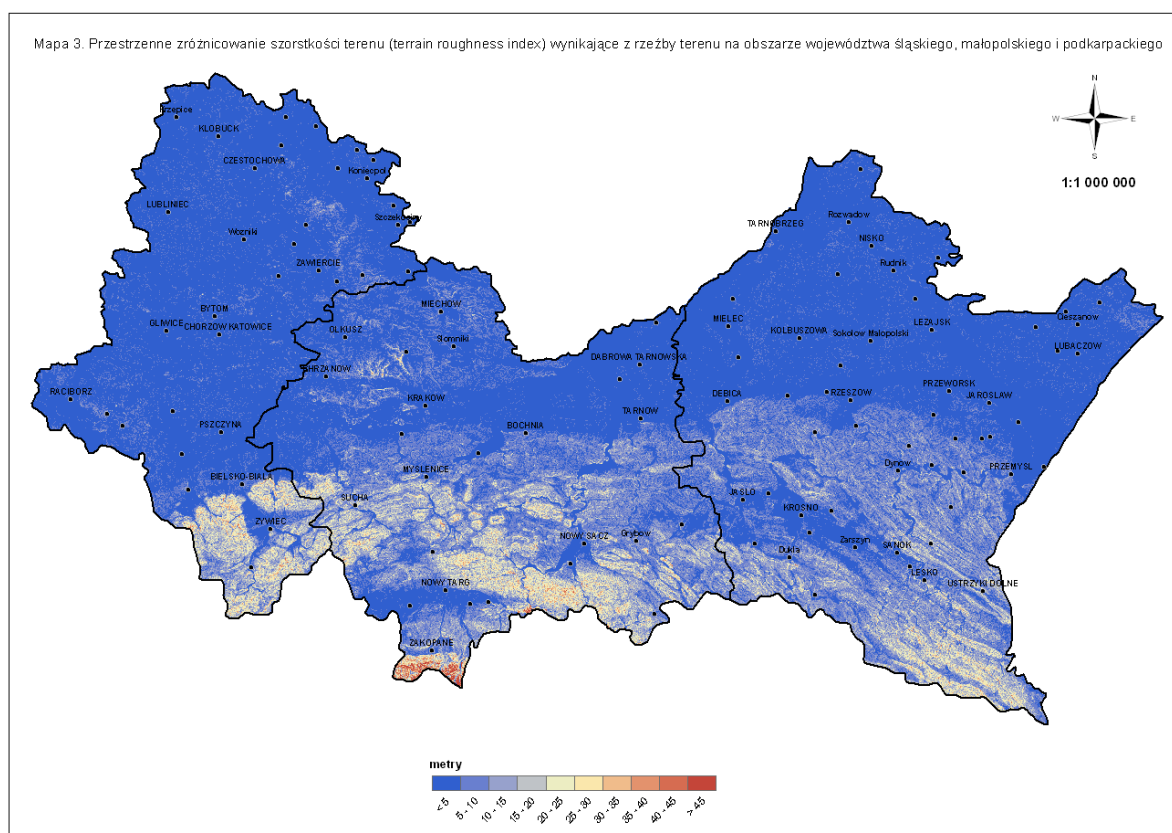 Mapa 3. Przestrzenne zróżnicowanie szorstkości terenu (terrain roughness index) wynikające z rzeźby terenu na obszarze województwa śląskiego, małopolskiego i podkarpackiego
N
W E
S
1:1 000 000
Krzepice
KLOBUCK
CZESTOCHOWA
Koniecpol
LUBLINIEC
Szczekociny
Wozniki
ZAWIERCIE
BYTOM
GLIWICE
CHORZOW KATOWICE
RACIBORZ
PSZCZYNA
BIELSKO-BIALA
ZYWIEC
MIECHOW
OLKUSZ
Slomniki
CHRZANOW
DABROWA TARNOWSKA
KRAKOW
TARNOW
BOCHNIA
MYSLENICE
SUCHA
NOWY SACZ
Grybow
NOWY TARG
ZAKOPANE
Rozwadow
TARNOBRZEG
NISKO
Rudnik
MIELEC
KOLBUSZOWA
Sokolow Malopolski
LEZAJSK
Cieszanow
LUBACZOW
DEBICA
RZESZOW
PRZEWORSK
JAROSLAW
Dynow
PRZEMYSL
JASLO
KROSNO
Dukla
Zarszyn
SANOK
LESKO
USTRZYKI DOLNE
metry
< 5
5 - 10
10 - 15
15 - 20
20 - 25
25 - 30
30 - 35
35 - 40
40 - 45
> 45